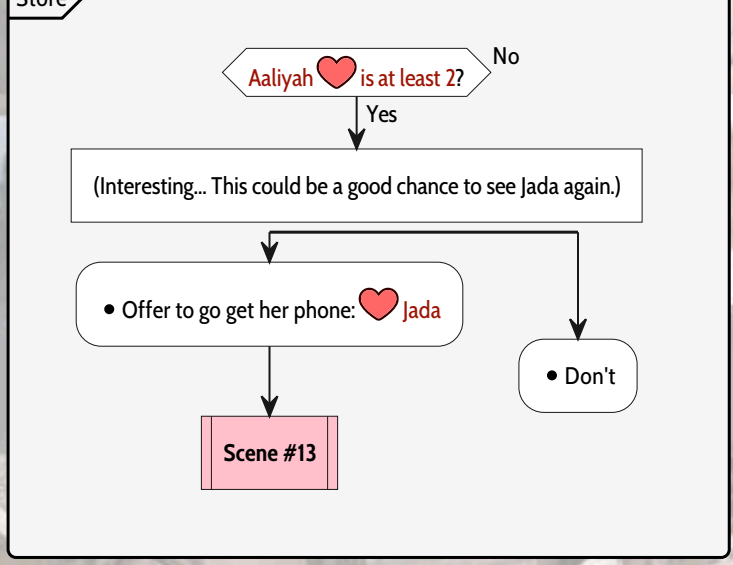 Store
No
Aaliyah is at least 2?
Yes
(Interesting... This could be a good chance to see Jada again.)
• Offer to go get her phone: Jada
• Don't
Scene #13